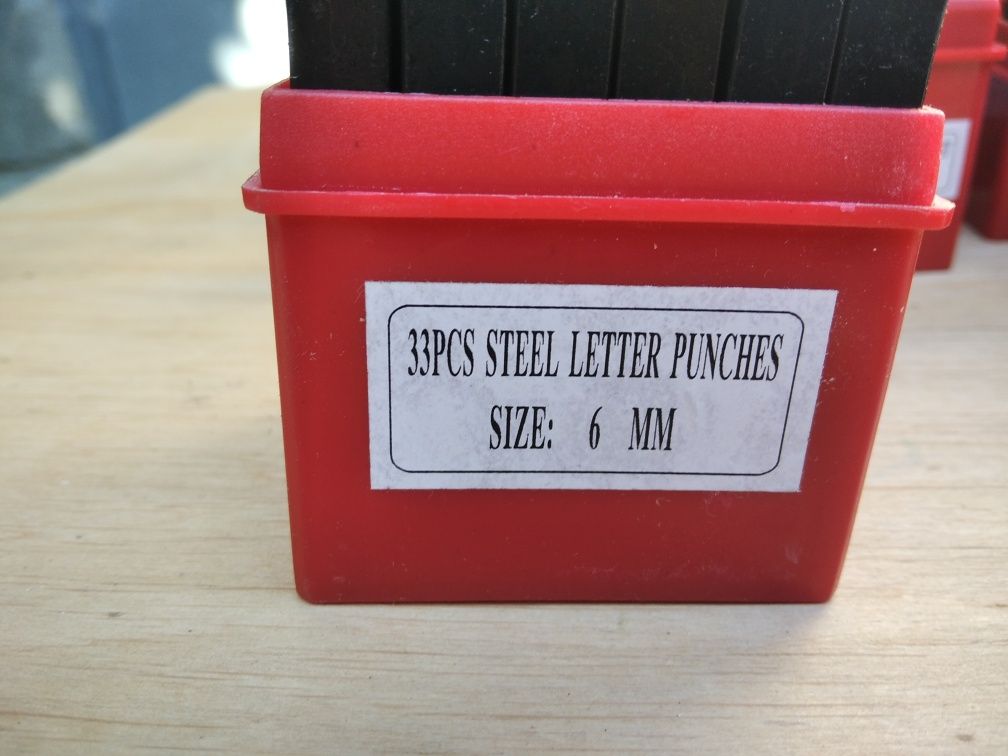 33PCS STEEL LETTER PUNCHES
SIZE: 6 MM